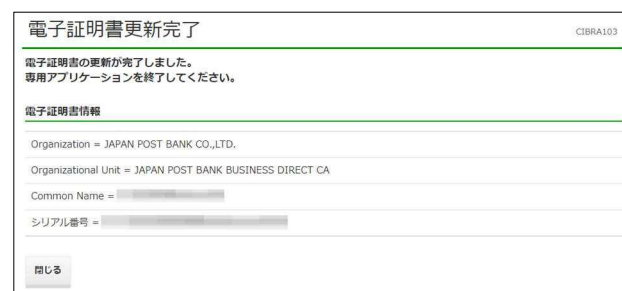 電子証明書更新完了
CIBRA103
電子証明書の更新が完了しました。
専用アプリケーションを終了してください。
電子証明書情報
Organization = JAPAN POST BANK CO.,LTD.
Organizational Unit = JAPAN POST BANK BUSINESS DIRECT CA
Common Name =
シリアル番号 =
閉じる